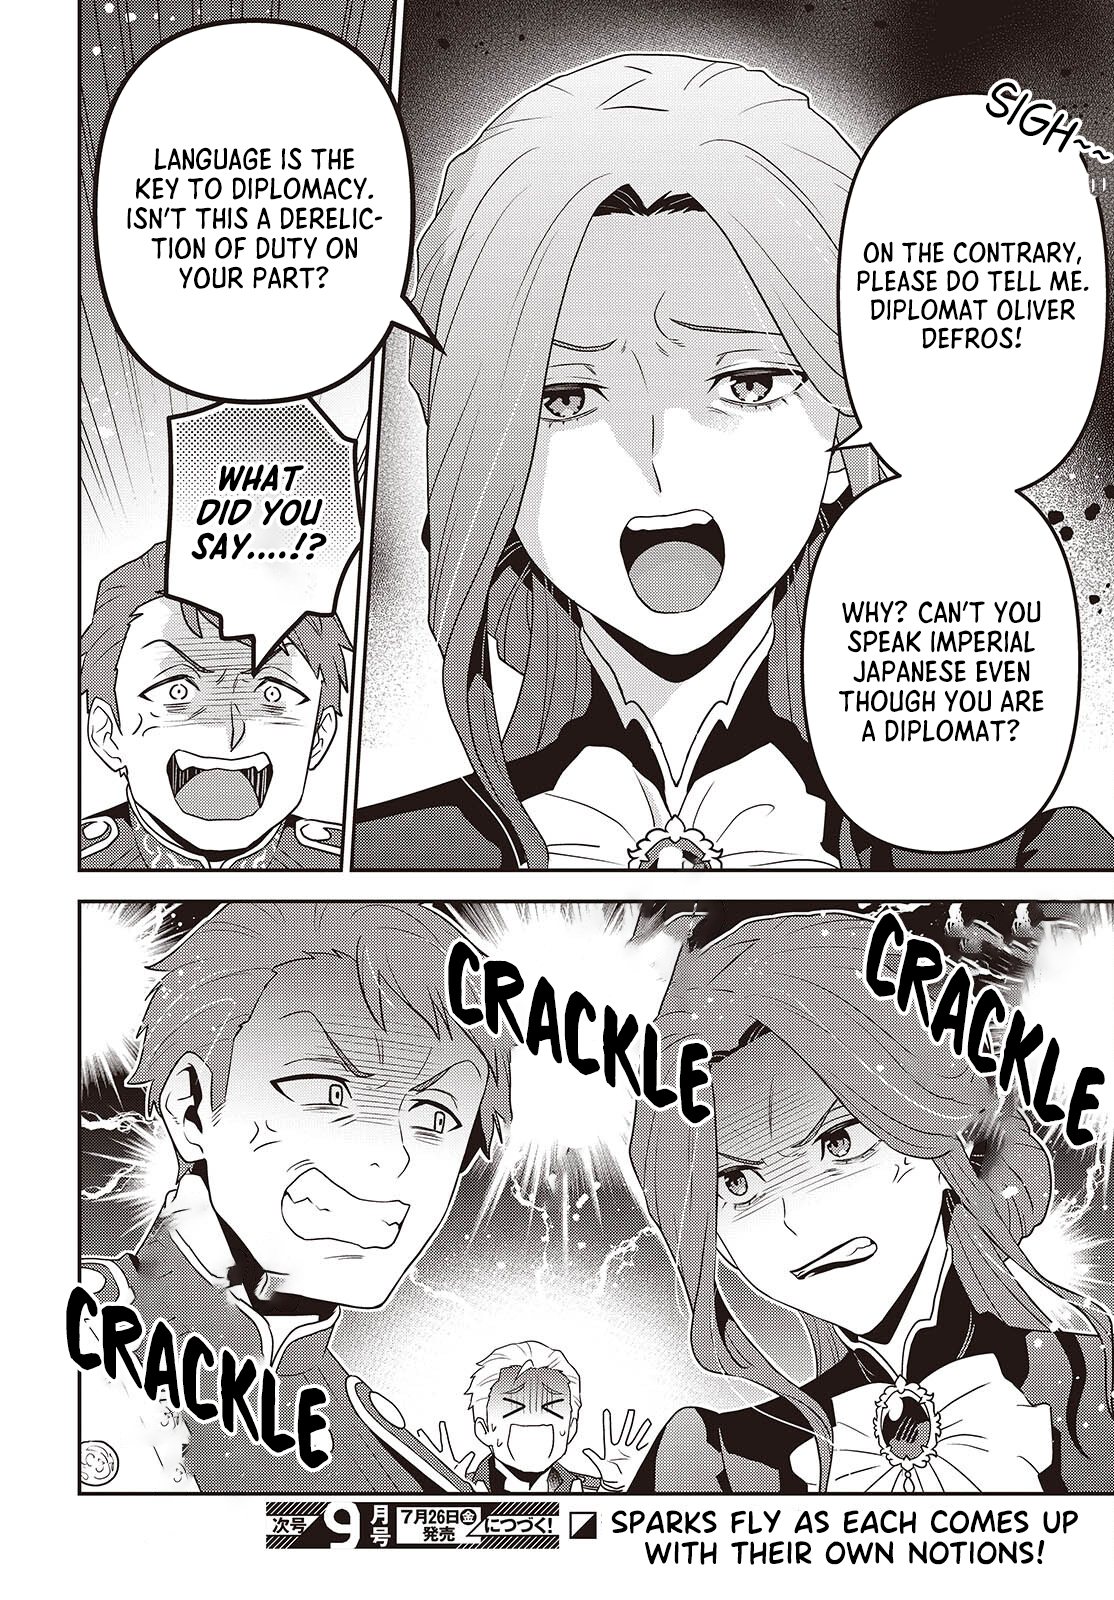 SIGH~~
ON THE CONTRARY,
PLEASE DO TELL ME.
DIPLOMAT OLIVER
DEFROS!
WHY? CAN'T YOU
SPEAK IMPERIAL
JAPANESE EVEN
THOUGH YOU ARE
A DIPLOMAT?
LANGUAGE IS THE
KEY TO DIPLOMACY.
ISN'T THIS A DERELIC-
TION OF DUTY ON
YOUR PART?
WHAT
DID YOU
SAY....!?
CRACKLE
CRACKLE
CRACKLE
次号9月号7月26日金発売につづく!
SPARKS FLY AS EACH COMES UP
WITH THEIR OWN NOTIONS!